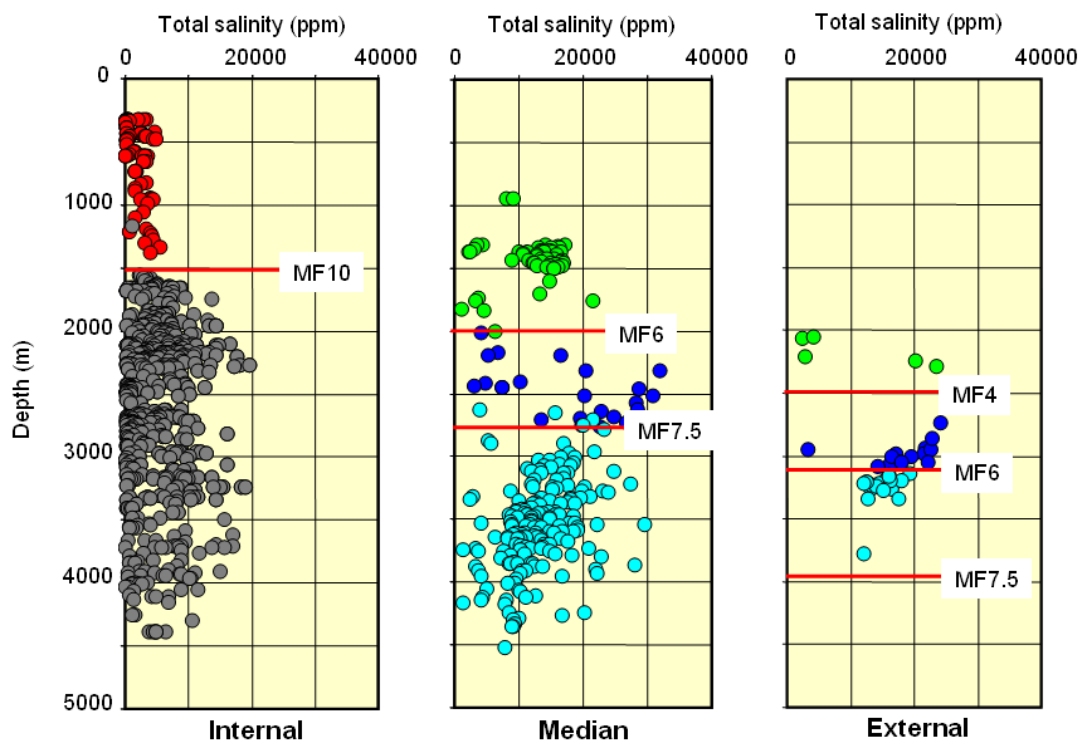 Total salinity (ppm) Total salinity (ppm) Total salinity (ppm)
0 20000 40000 0 20000 40000 0 20000 40000
0
1000
2000
3000
4000
5000
Depth (m)
MF10
MF6
MF7.5
MF4
MF6
MF7.5
Internal Median External